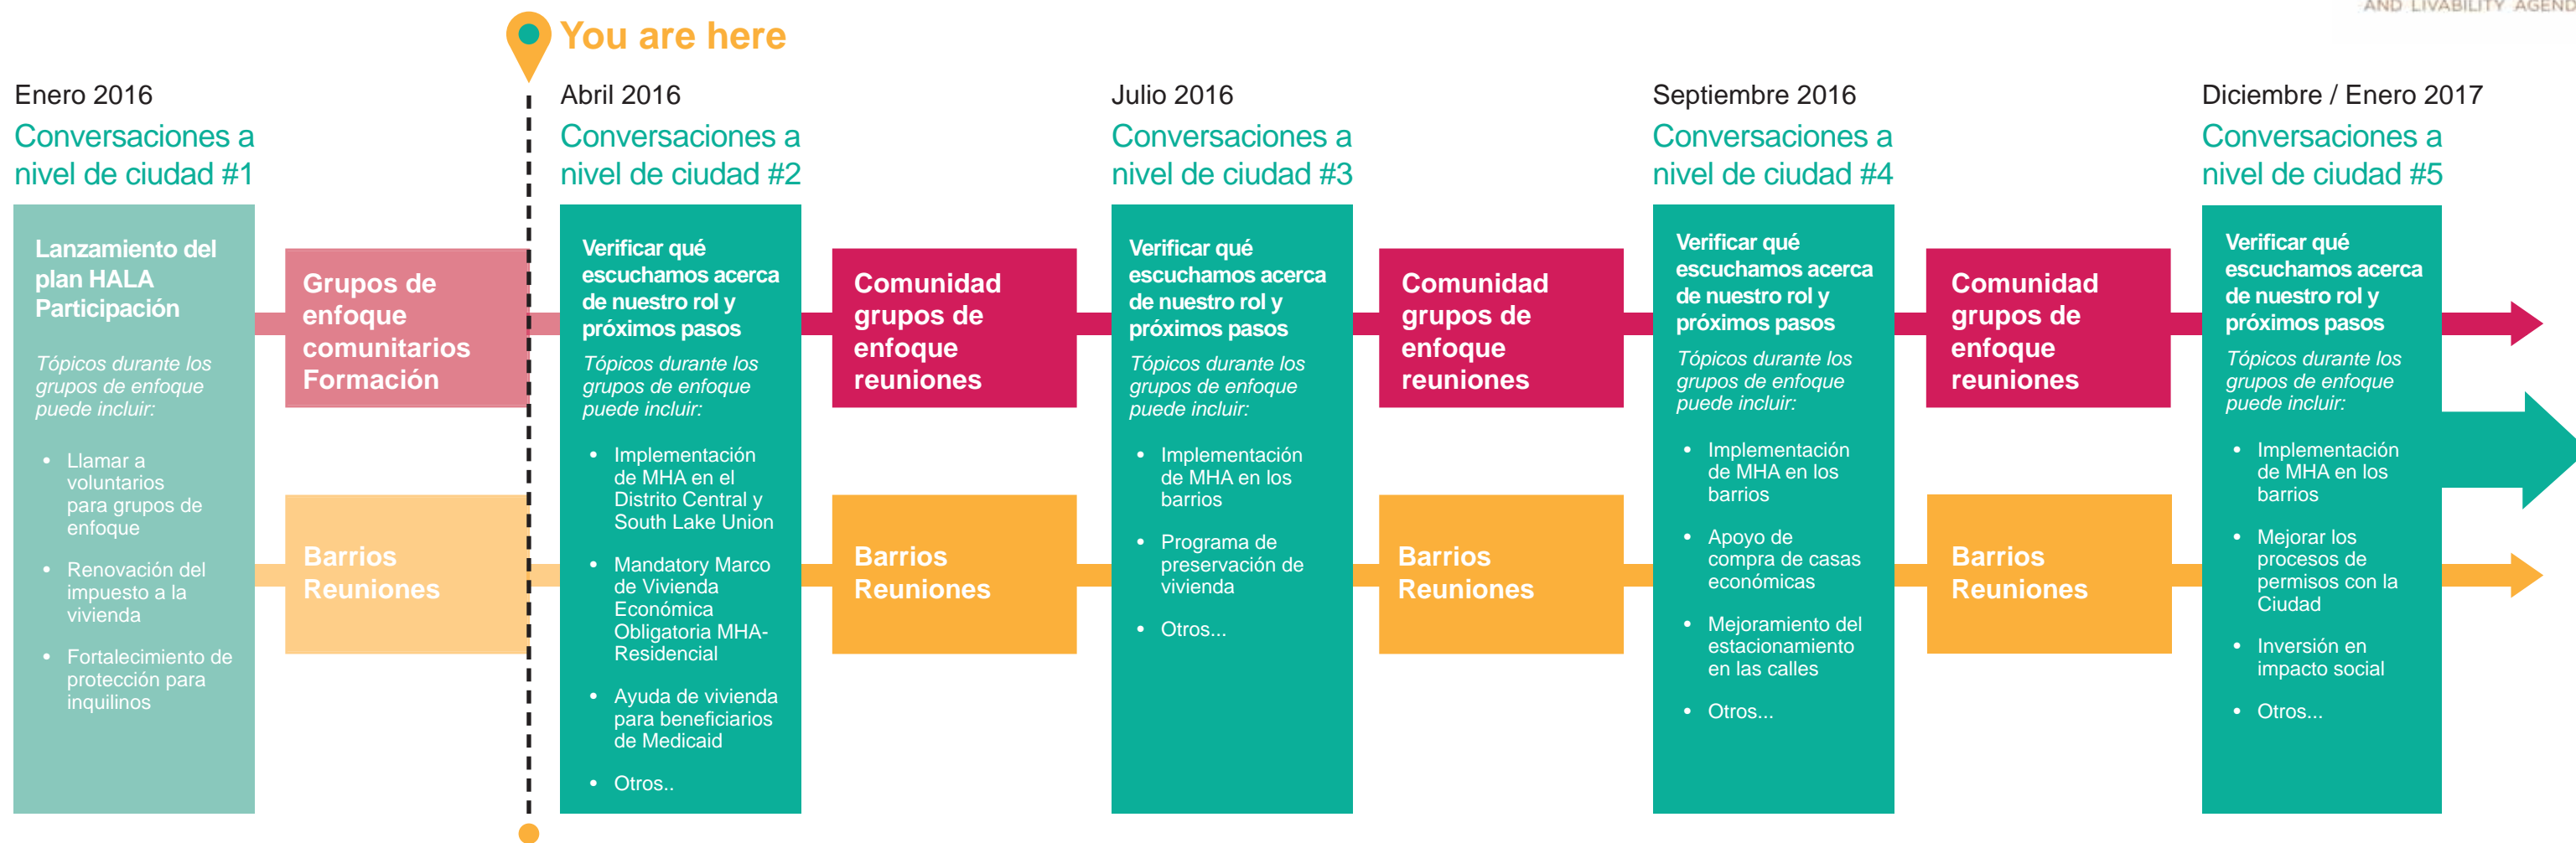 AND LIVABILITY AGEND
You are here
Enero 2016
Conversaciones a
nivel de ciudad #1
Lanzamiento del
plan HALA
Participación
Tópicos durante los
grupos de enfoque
puede incluir:
• Llamar a
voluntarios
para grupos de
enfoque
• Renovación del
impuesto a la
vivienda
• Fortalecimiento de
protección para
inquilinos
Grupos de
enfoque
comunitarios
Formación
Barrios
Reuniones
Abril 2016
Conversaciones a
nivel de ciudad #2
Verificar qué
escuchamos acerca
de nuestro rol y
próximos pasos
Tópicos durante los
grupos de enfoque
puede incluir:
• Implementación
de MHA en el
Distrito Central y
South Lake Union
• Mandatory Marco
de Vivienda
Económica
Obligatoria MHA-
Residencial
• Ayuda de vivienda
para beneficiarios
de Medicaid
• Otros..
Comunidad
grupos de
enfoque
reuniones
Barrios
Reuniones
Julio 2016
Conversaciones a
nivel de ciudad #3
Verificar qué
escuchamos acerca
de nuestro rol y
próximos pasos
Tópicos durante los
grupos de enfoque
puede incluir:
• Implementación
de MHA en los
barrios
• Programa de
preservación de
vivienda
• Otros...
Comunidad
grupos de
enfoque
reuniones
Barrios
Reuniones
Septiembre 2016
Conversaciones a
nivel de ciudad #4
Verificar qué
escuchamos acerca
de nuestro rol y
próximos pasos
Tópicos durante los
grupos de enfoque
puede incluir:
• Implementación
de MHA en los
barrios
• Apoyo de
compra de casas
económicas
• Mejoramiento del
estacionamiento
en las calles
• Otros...
Comunidad
grupos de
enfoque
reuniones
Barrios
Reuniones
Diciembre / Enero 2017
Conversaciones a
nivel de ciudad #5
Verificar qué
escuchamos acerca
de nuestro rol y
próximos pasos
Tópicos durante los
grupos de enfoque
puede incluir:
• Implementación
de MHA en los
barrios
• Mejorar los
procesos de
permisos con la
Ciudad
• Inversión en
impacto social
• Otros...